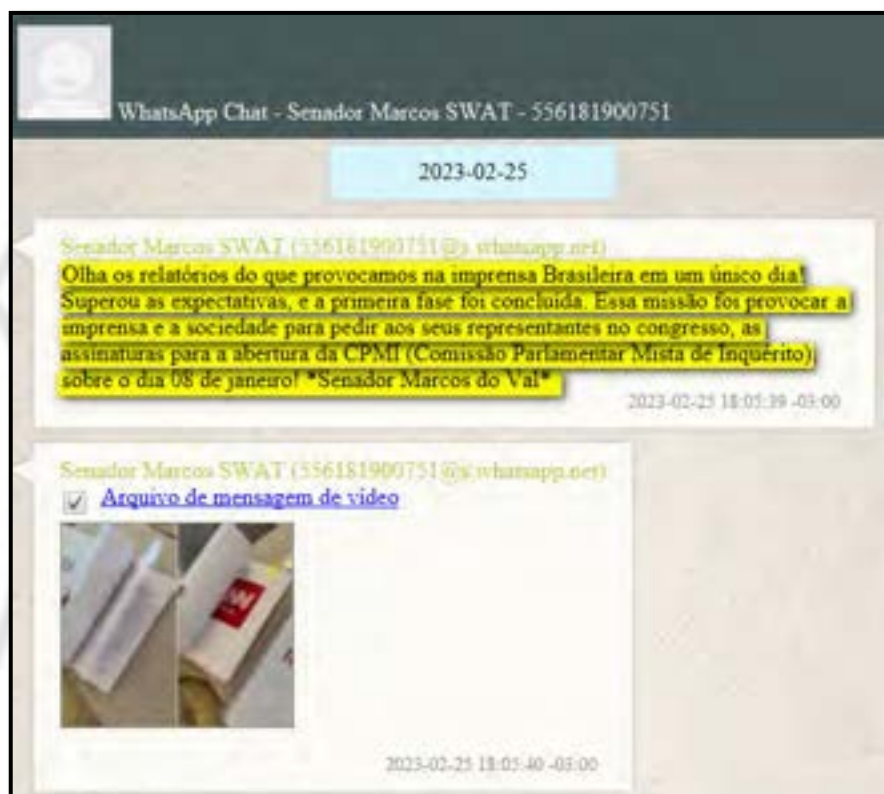 WhatsApp Chat - Senador Marcos SWAT - 556181900751
2023-02-25
Senador Marcos SWAT (556181900751@s.whatsapp.net)
Olha os relatórios do que provocamos na imprensa Brasileira em um único dia!
Superou as expectativas, e a primeira fase foi concluída. Essa missão foi provocar a
imprensa e a sociedade para pedir aos seus representantes no congresso, as
assinaturas para a abertura da CPMI (Comissão Parlamentar Mista de Inquérito)
sobre o dia 08 de janeiro! *Senador Marcos do Val*
2023-02-25 18:05:39 -03:00
Senador Marcos SWAT (556181900751@s.whatsapp.net)
Arquivo de mensagem de vídeo
2023-02-25 18:05:40 -03:00